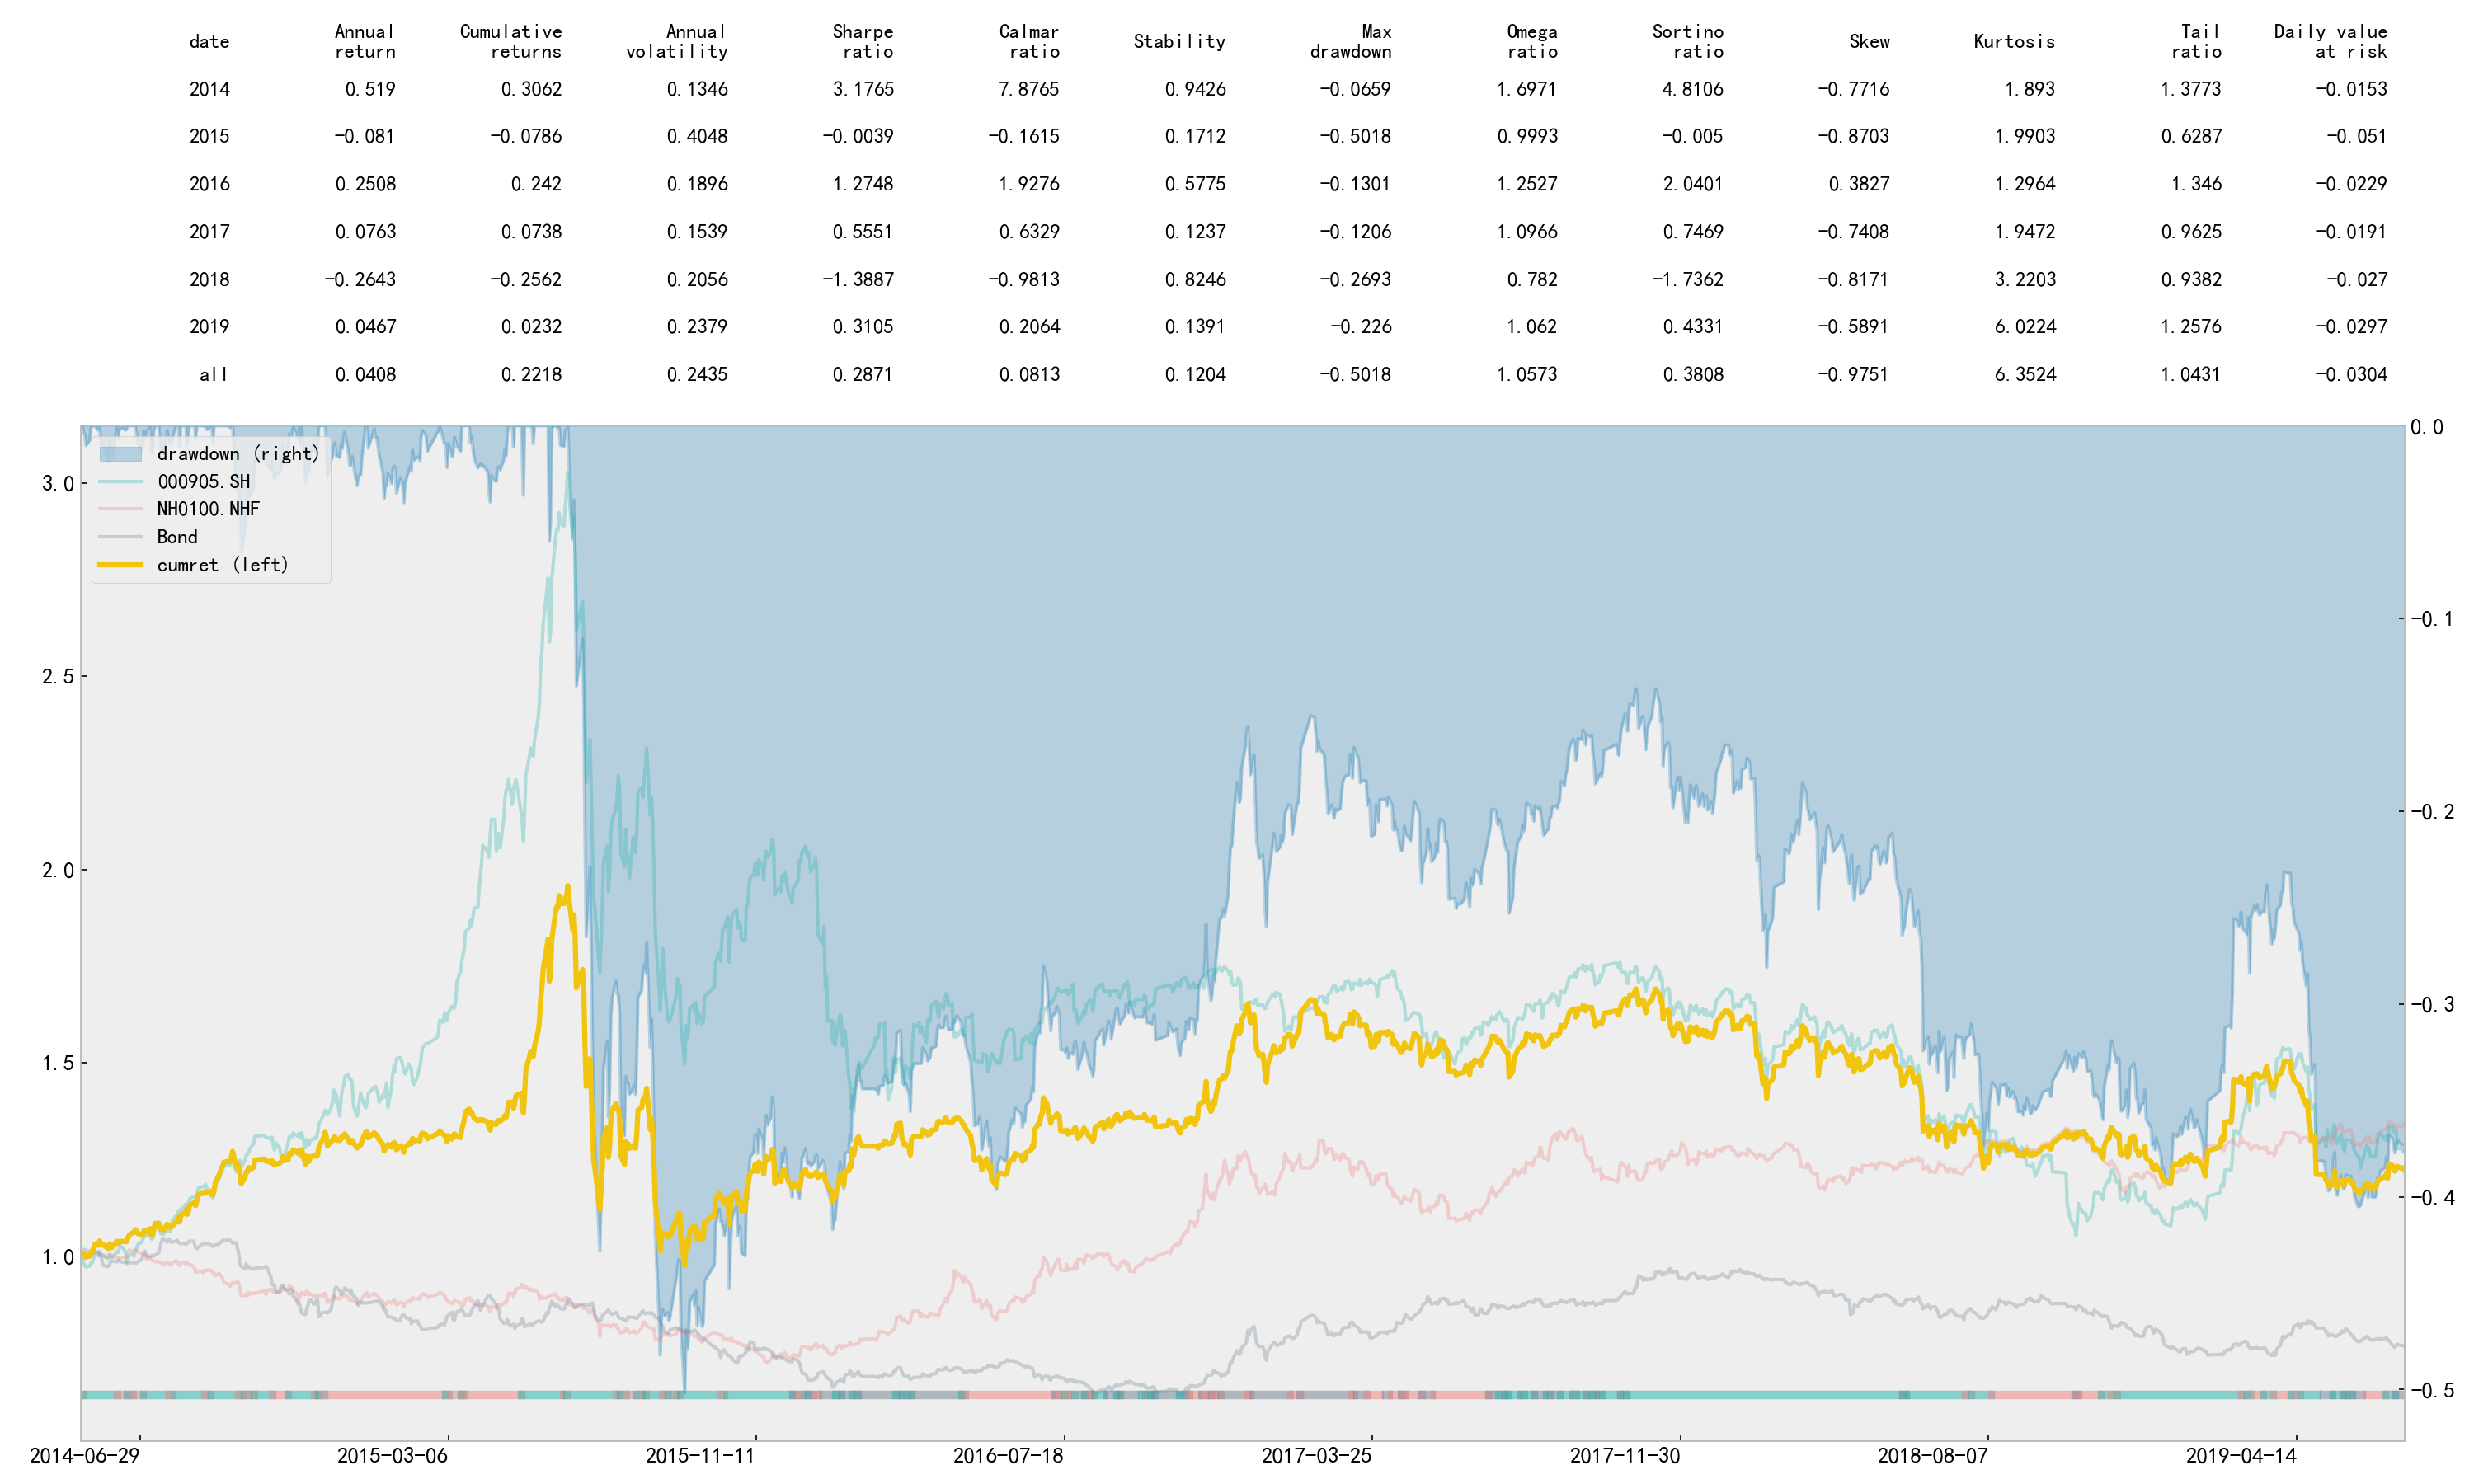 date Annual return Cumulative returns Annual volatility Sharpe ratio Calmar ratio Stability Max drawdown Omega ratio Sortino ratio Skew Kurtosis Tail ratio Daily value at risk
2014 0.519 0.3062 0.1346 3.1765 7.8765 0.9426 -0.0659 1.6971 4.8106 -0.7716 1.893 1.3773 -0.0153
2015 -0.081 -0.0786 0.4048 -0.0039 -0.1615 0.1712 -0.5018 0.9993 -0.005 -0.8703 1.9903 0.6287 -0.051
2016 0.2508 0.242 0.1896 1.2748 1.9276 0.5775 -0.1301 1.2527 2.0401 0.3827 1.2964 1.346 -0.0229
2017 0.0763 0.0738 0.1539 0.5551 0.6329 0.1237 -0.1206 1.0966 0.7469 -0.7408 1.9472 0.9625 -0.0191
2018 -0.2643 -0.2562 0.2056 -1.3887 -0.9813 0.8246 -0.2693 0.782 -1.7362 -0.8171 3.2203 0.9382 -0.027
2019 0.0467 0.0232 0.2379 0.3105 0.2064 0.1391 -0.226 1.062 0.4331 -0.5891 6.0224 1.2576 -0.0297
all 0.0408 0.2218 0.2435 0.2871 0.0813 0.1204 -0.5018 1.0573 0.3808 -0.9751 6.3524 1.0431 -0.0304
drawdown (right)
000905.SH
NH0100.NHF
Bond
cumret (left)
3.0
2.5
2.0
1.5
1.0
0.0
-0.1
-0.2
-0.3
-0.4
-0.5
2014-06-29 2015-03-06 2015-11-11 2016-07-18 2017-03-25 2017-11-30 2018-08-07 2019-04-14